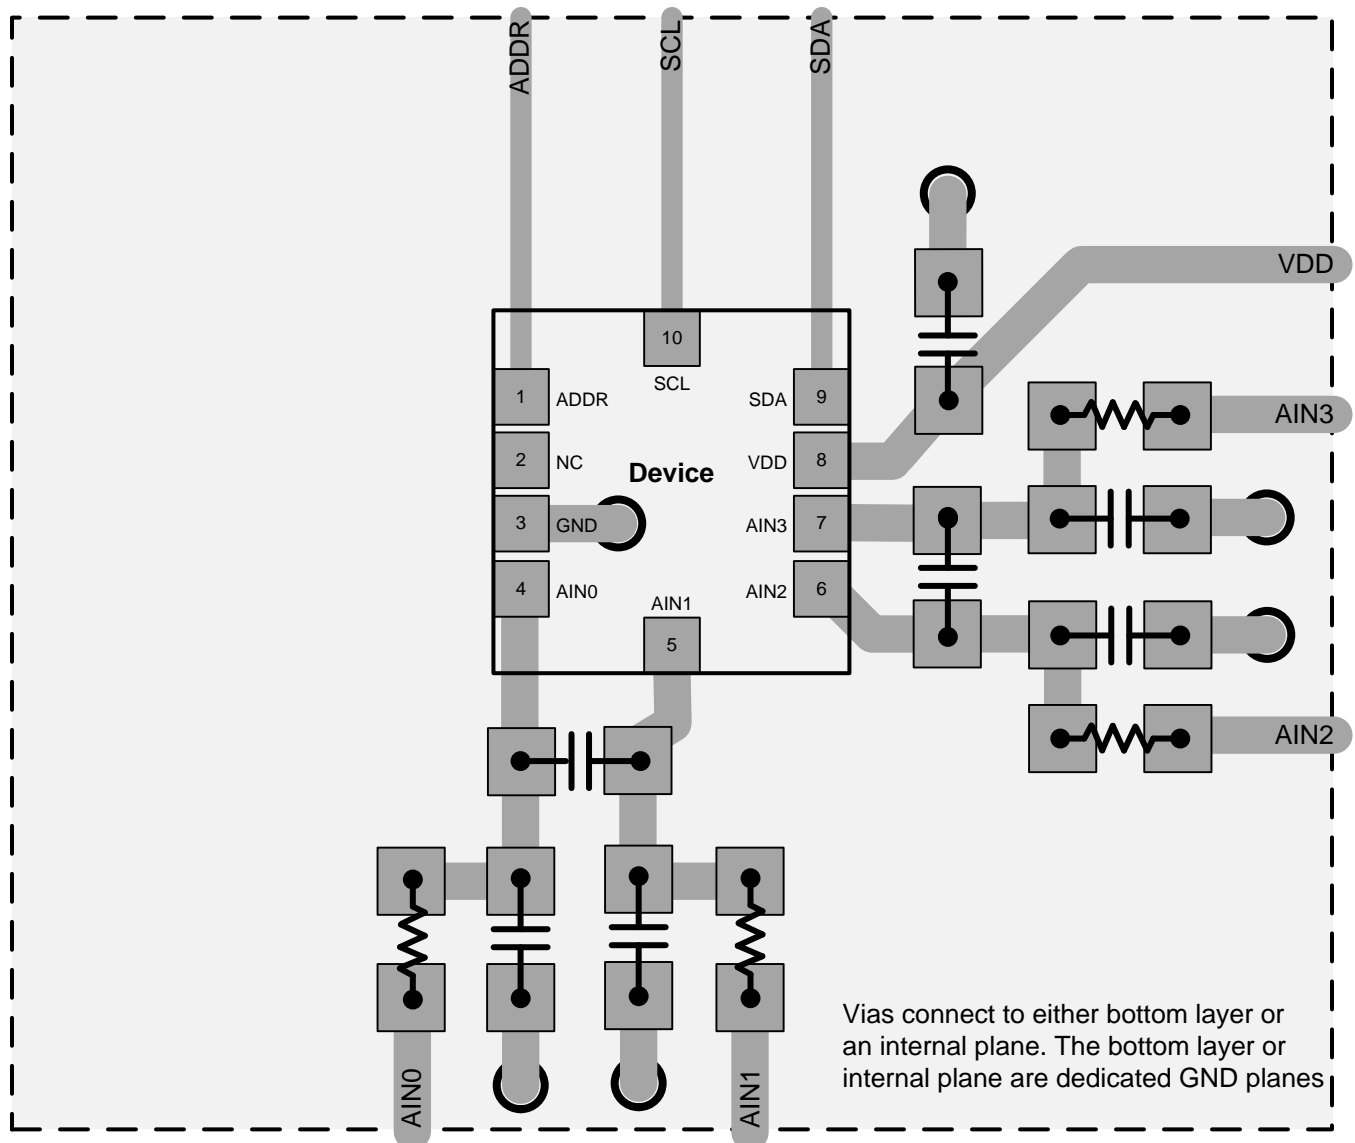 ADDR
SCL
SDA
VDD
10
SCL
1 ADDR
SDA 9
AIN3
2 NC
Device
VDD 8
3 GND
AIN3 7
4 AIN0
AIN1
AIN2 6
5
AIN2
Vias connect to either bottom layer or
an internal plane. The bottom layer or
internal plane are dedicated GND planes
AIN0
AIN1